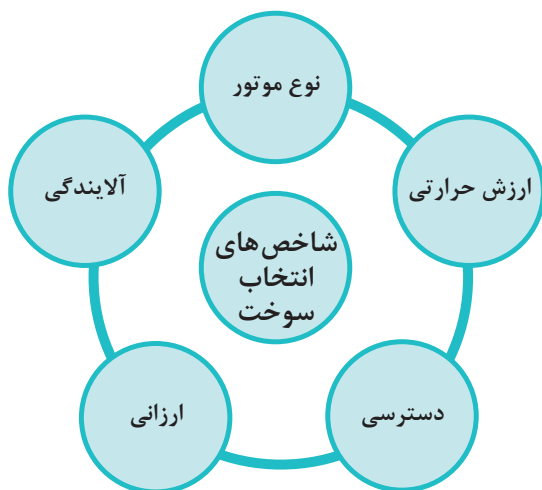 نوع موتور
ارزش حرارتی
آلایندگی
شاخص‌های
انتخاب
سوخت
دسترسی
ارزانی